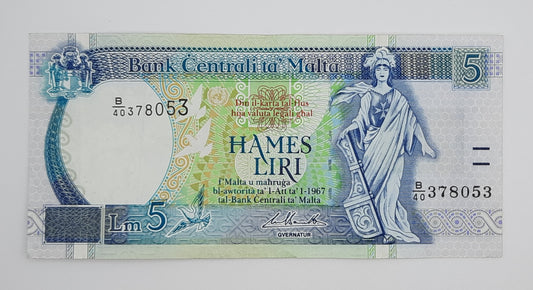 Bank Ċentrali ta' Malta
5
B/40 378053
Din il-karta tal-flus
hija valuta legali għal
ĦAMES
LIRI
f'Malta u maħruġa
bl-awtorità ta' l-Att ta' l-1967
tal-Bank Ċentrali ta' Malta
B/40 378053
Lm 5
GVERNATUR